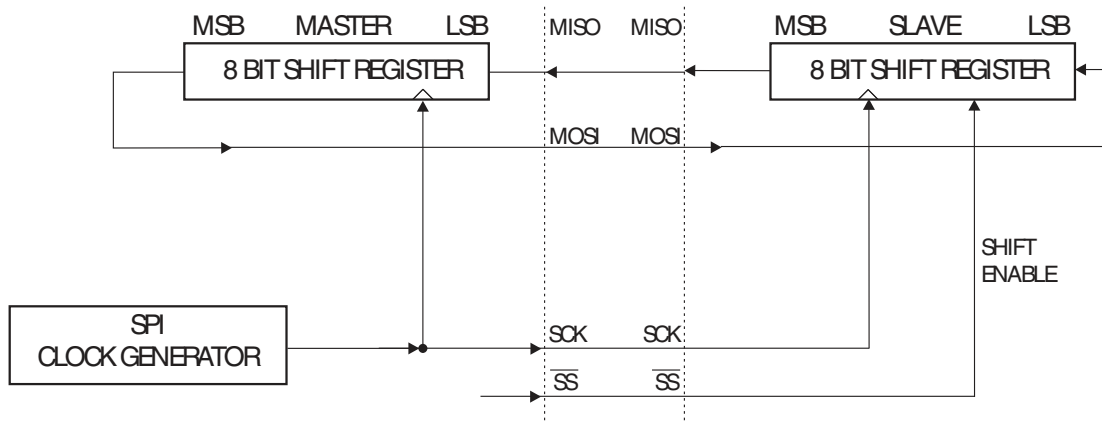 MSB MASTER LSB MISO MISO MSB SLAVE LSB
8 BIT SHIFT REGISTER 8 BIT SHIFT REGISTER
MOSI MOSI
SHIFT
ENABLE
SPI
CLOCK GENERATOR
SCK SCK
SS SS